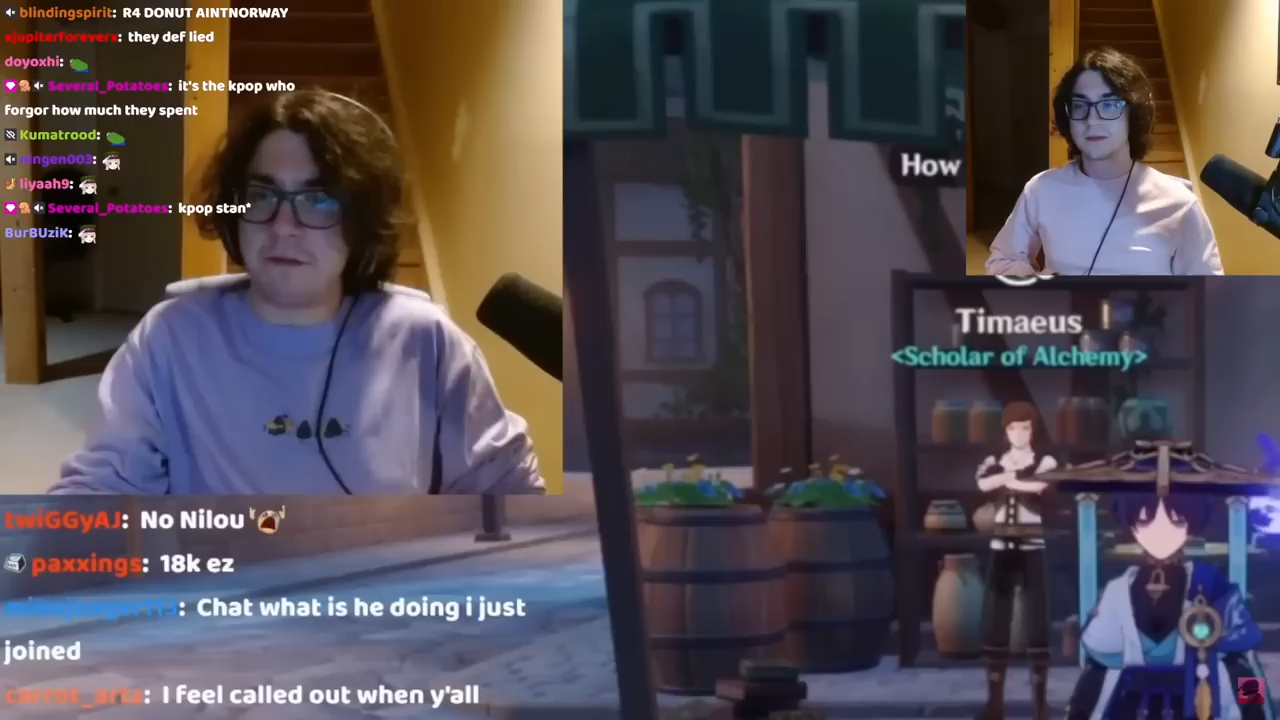 blindingspirit: R4 DONUT AINTNORWAY
xjupiterforeverx: they def lied
doyoxhi:
Several_Potatoes: it's the kpop who
forgor how much they spent
Kumatrood:
ningen003:
liyaah9:
Several_Potatoes: kpop stan*
BurBUziK:
How
Timaeus
<Scholar of Alchemy>
twiGGyAJ: No Nilou
paxxings: 18k ez
: Chat what is he doing i just
joined
carrot_arts: I feel called out when y'all